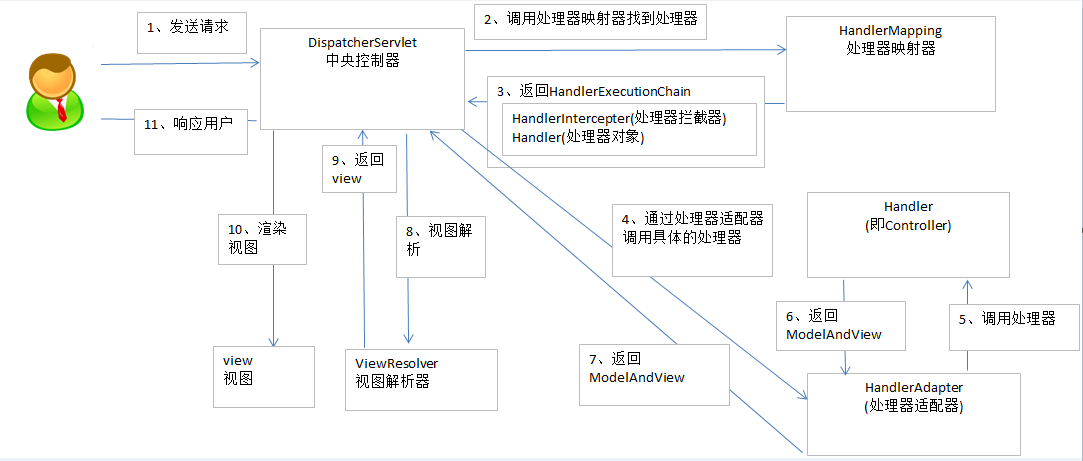 1、发送请求
DispatcherServlet
中央控制器
2、调用处理器映射器找到处理器
HandlerMapping
处理器映射器
3、返回HandlerExecutionChain
HandlerIntercepter(处理器拦截器)
Handler(处理器对象)
11、响应用户
9、返回
view
10、渲染
视图
8、视图解
析
4、通过处理器适配器
调用具体的处理器
Handler
(即Controller)
6、返回
ModelAndView
5、调用处理器
7、返回
ModelAndView
view
视图
ViewResolver
视图解析器
HandlerAdapter
(处理器适配器)